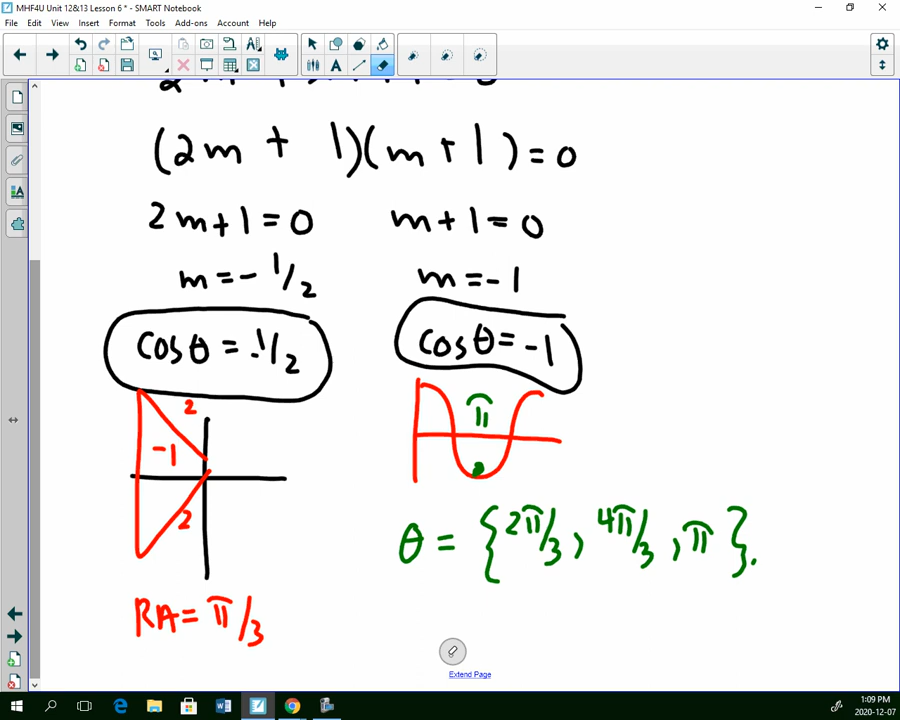 MHF4U Unit 12&13 Lesson 6 * - SMART Notebook
File Edit View Insert Format Tools Add-ons Account Help
(2m + 1)(m+1)=0
2m+1=0 m+1=0
m=-1/2 m=-1
cosθ = -1/2 cosθ=-1
2 π
-1
2
θ = {2π/3, 4π/3, π}.
RA=π/3
Extend Page
1:09 PM
2020-12-07